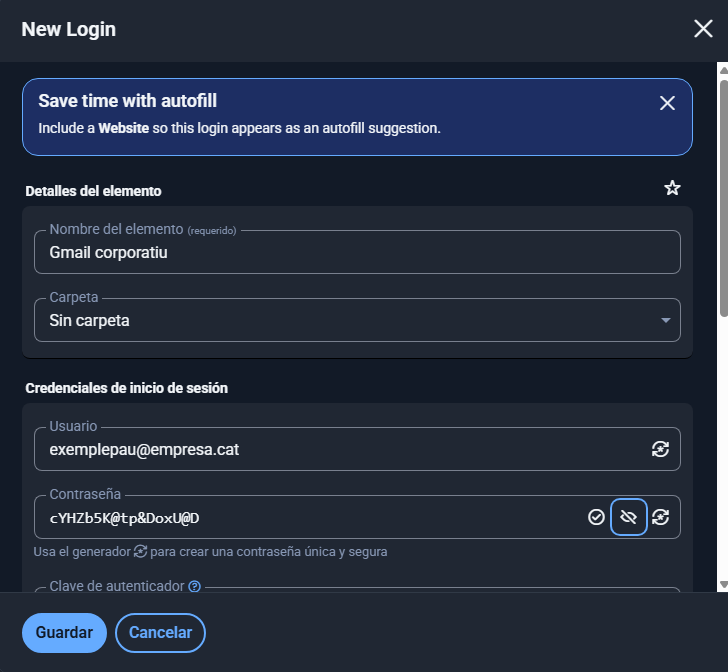 New Login
Save time with autofill
Include a Website so this login appears as an autofill suggestion.
Detalles del elemento
Nombre del elemento (requerido)
Gmail corporatiu
Carpeta
Sin carpeta
Credenciales de inicio de sesión
Usuario
exemplepau@empresa.cat
Contraseña
cYHZb5K@tp&DoxU@D
Usa el generador para crear una contraseña única y segura
Clave de autenticador
Guardar
Cancelar